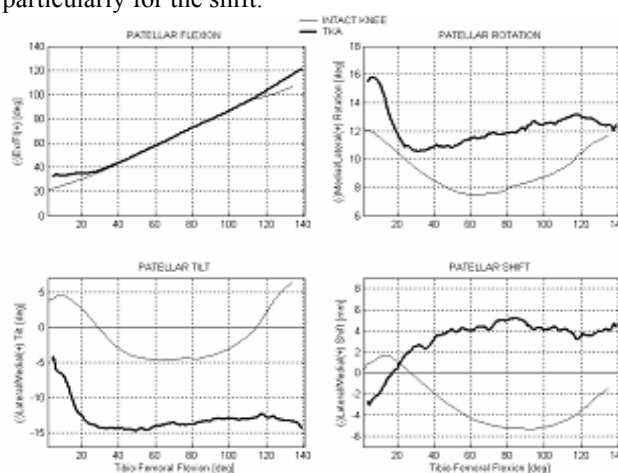 particularly for the shift.
INTACT KNEE
TKA
PATELLAR FLEXION
PATELLAR ROTATION
(-)Ext/Fl(+) [deg]
140
120
100
80
60
40
20
0
20 40 60 80 100 120 140
(-)Medial/Lateral(+) Rotation [deg]
18
16
14
12
10
8
6
20 40 60 80 100 120 140
PATELLAR TILT
PATELLAR SHIFT
(-)Lateral/Medial(+) Tilt [deg]
5
0
-5
-10
-15
20 40 60 80 100 120 140
Tibio-Femoral Flexion [deg]
(-)Lateral/Medial(+) Shift [mm]
8
6
4
2
0
-2
-4
-6
20 40 60 80 100 120 140
Tibio-Femoral Flexion [deg]